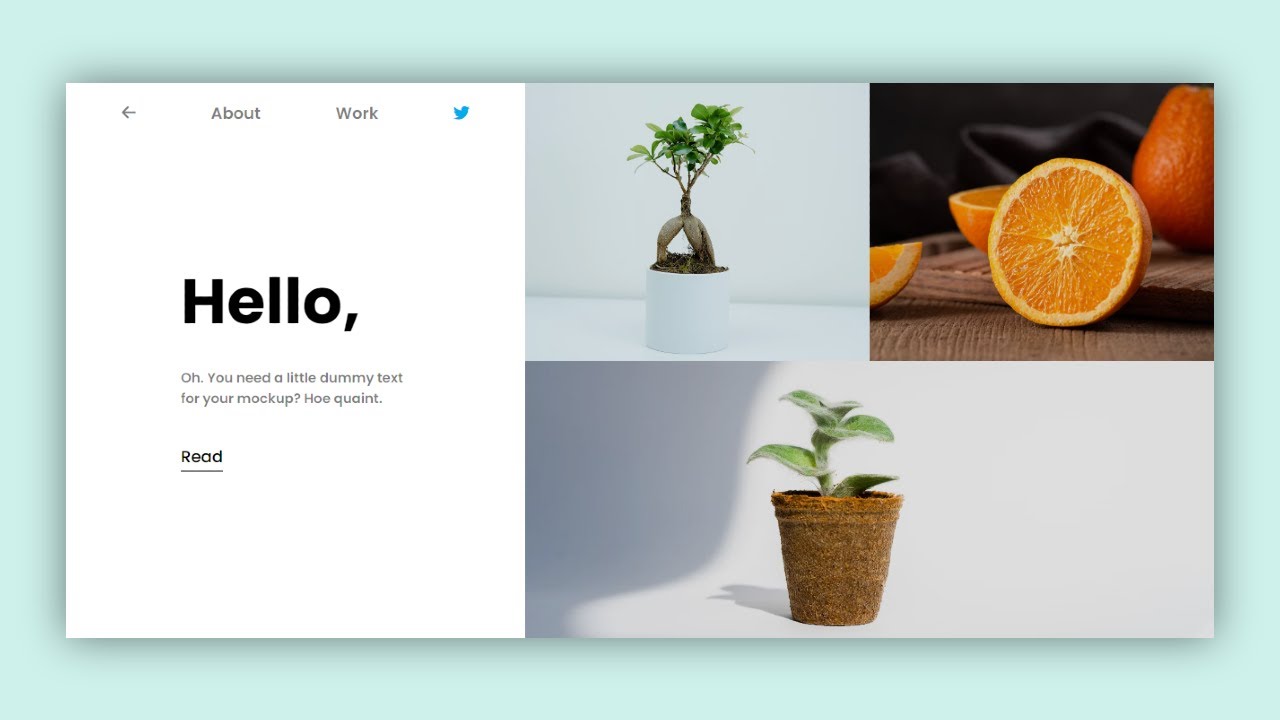 About
Work
Hello,
Oh. You need a little dummy text
for your mockup? Hoe quaint.
Read